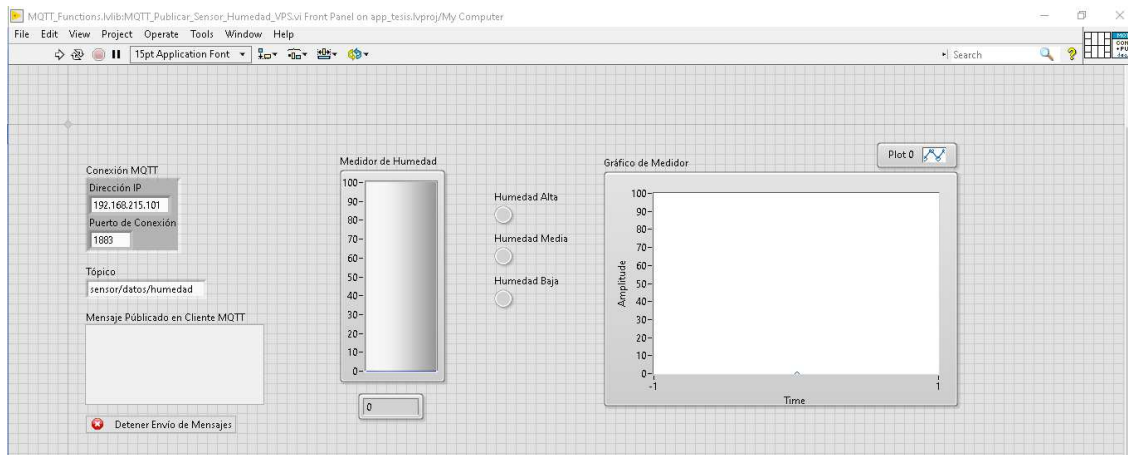 MQTT_Functions.lvlib:MQTT_Publicar_Sensor_Humedad_VPS.vi Front Panel on app_tesis.lvproj/My Computer
File Edit View Project Operate Tools Window Help
15pt Application Font
Search
Conexión MQTT
Dirección IP
192.168.215.101
Puerto de Conexión
1883
Tópico
sensor/datos/humedad
Mensaje Públicado en Cliente MQTT
Detener Envío de Mensajes
Medidor de Humedad
100
90
80
70
60
50
40
30
20
10
0
0
Humedad Alta
Humedad Media
Humedad Baja
Gráfico de Medidor
Plot 0
Amplitude
100
90
80
70
60
50
40
30
20
10
0
-1 1
Time